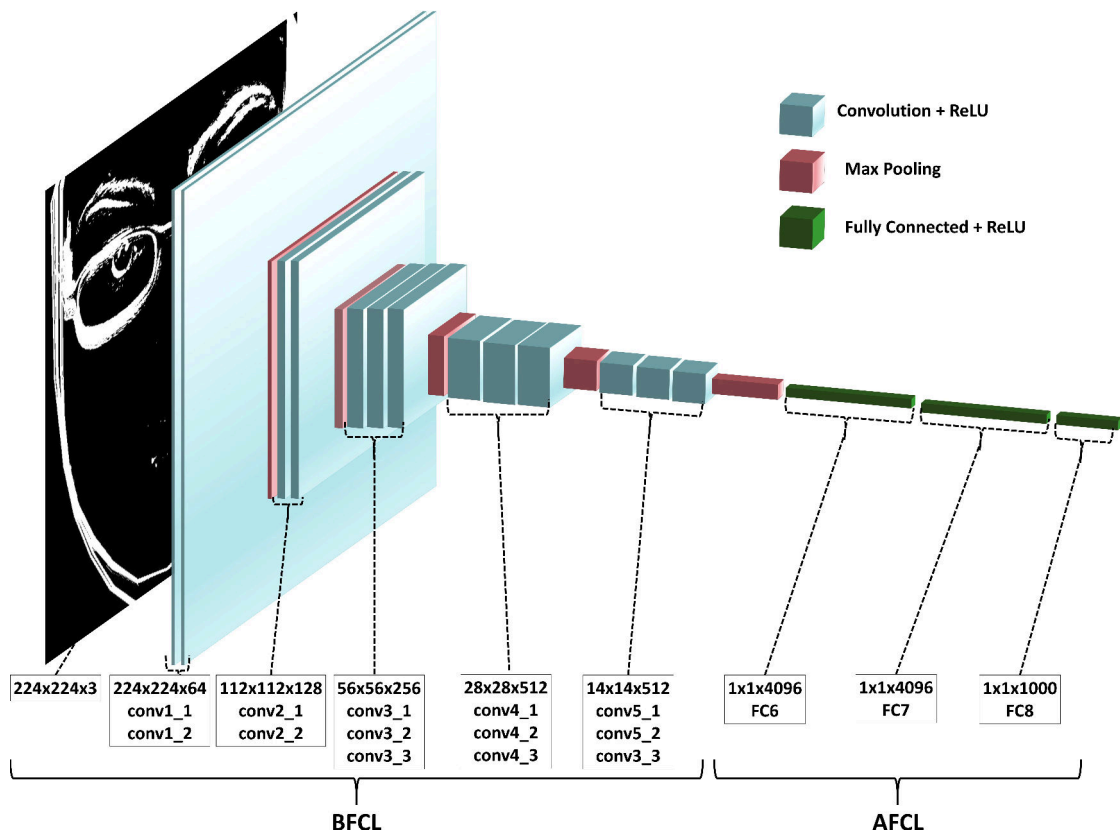 Convolution + ReLU
Max Pooling
Fully Connected + ReLU
224x224x3
224x224x64
conv1_1
conv1_2
112x112x128
conv2_1
conv2_2
56x56x256
conv3_1
conv3_2
conv3_3
28x28x512
conv4_1
conv4_2
conv4_3
14x14x512
conv5_1
conv5_2
conv3_3
1x1x4096
FC6
1x1x4096
FC7
1x1x1000
FC8
BFCL
AFCL